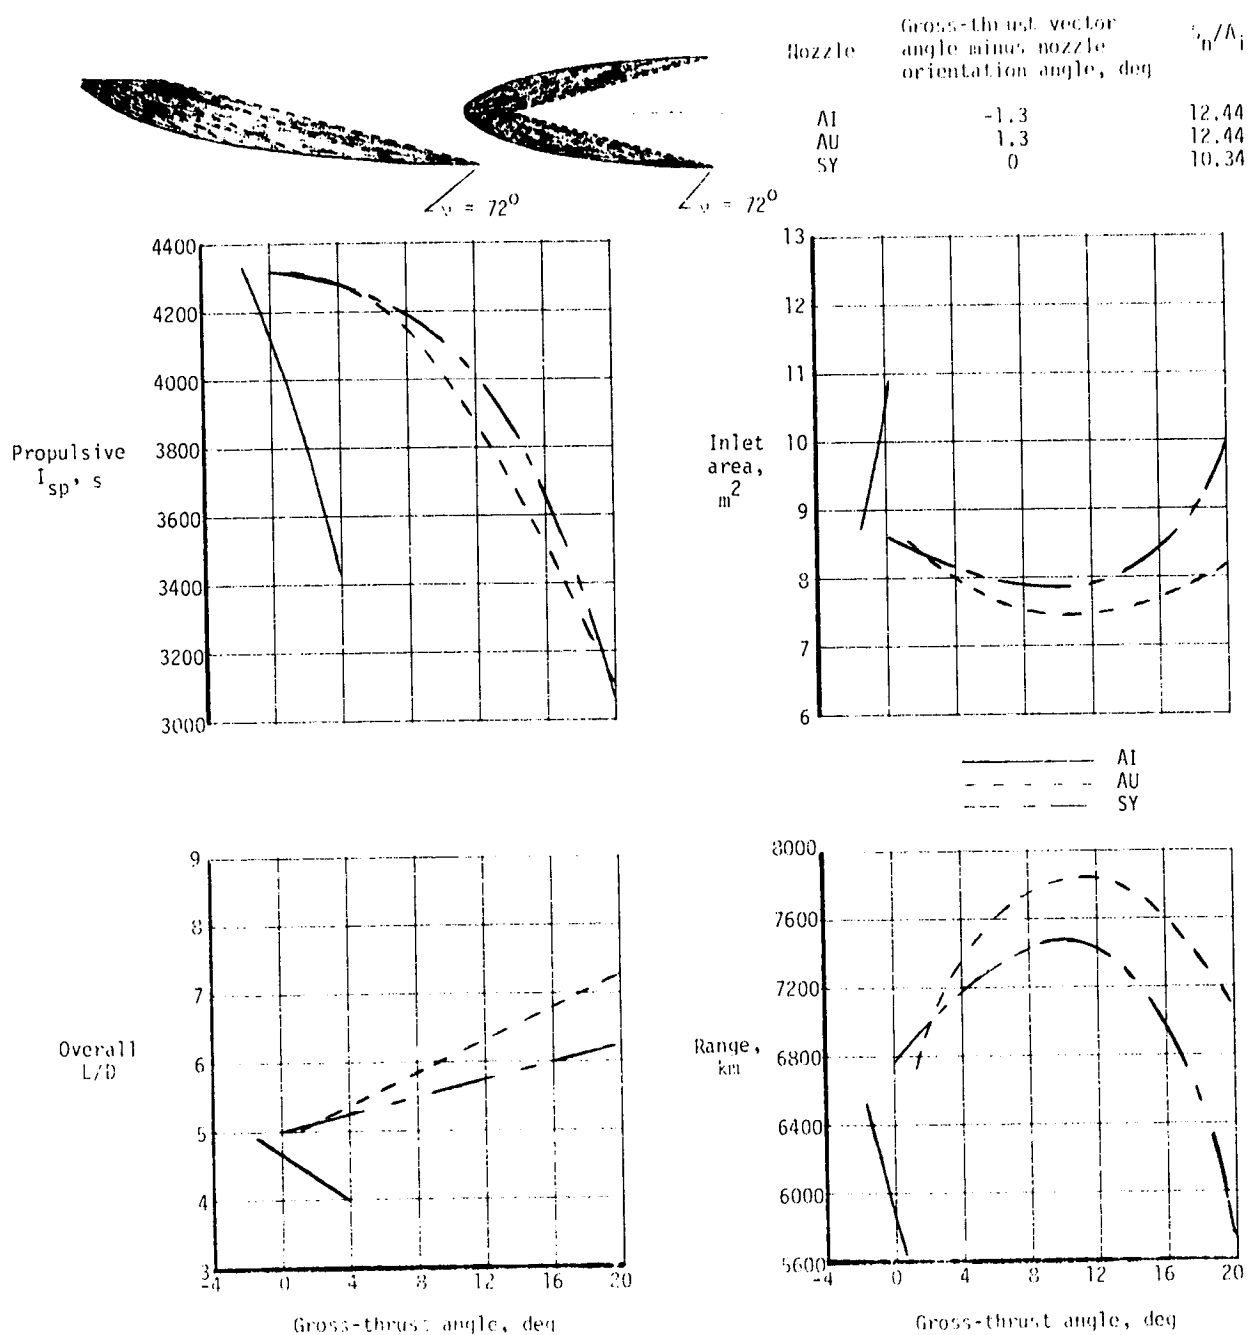 Nozzle
Gross-thrust vector
angle minus nozzle
orientation angle, deg
AI -1.3 12.44
AU 1.3 12.44
SY 0 10.34
= 72⁰
= 72⁰
4400
4200
4000
3800
3600
3400
3200
3000
Propulsive
I_sp, s
13
12
11
10
9
8
7
6
Inlet
area,
m²
AI
AU
SY
9
8
7
6
5
4
3
Overall
L/D
-4 0 4 8 12 16 20
Gross-thrust angle, deg
8000
7600
7200
6800
6400
6000
5600
Range,
km
-4 0 4 8 12 16 20
Gross-thrust angle, deg